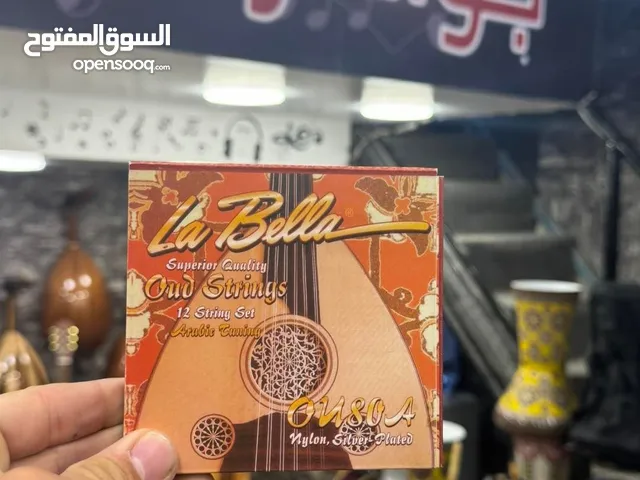 السوق المفتوح
opensooq.com
La Bella®
Superior Quality
Oud Strings
12 String Set
Arabic Tuning
OU80A
Nylon, Silver-Plated